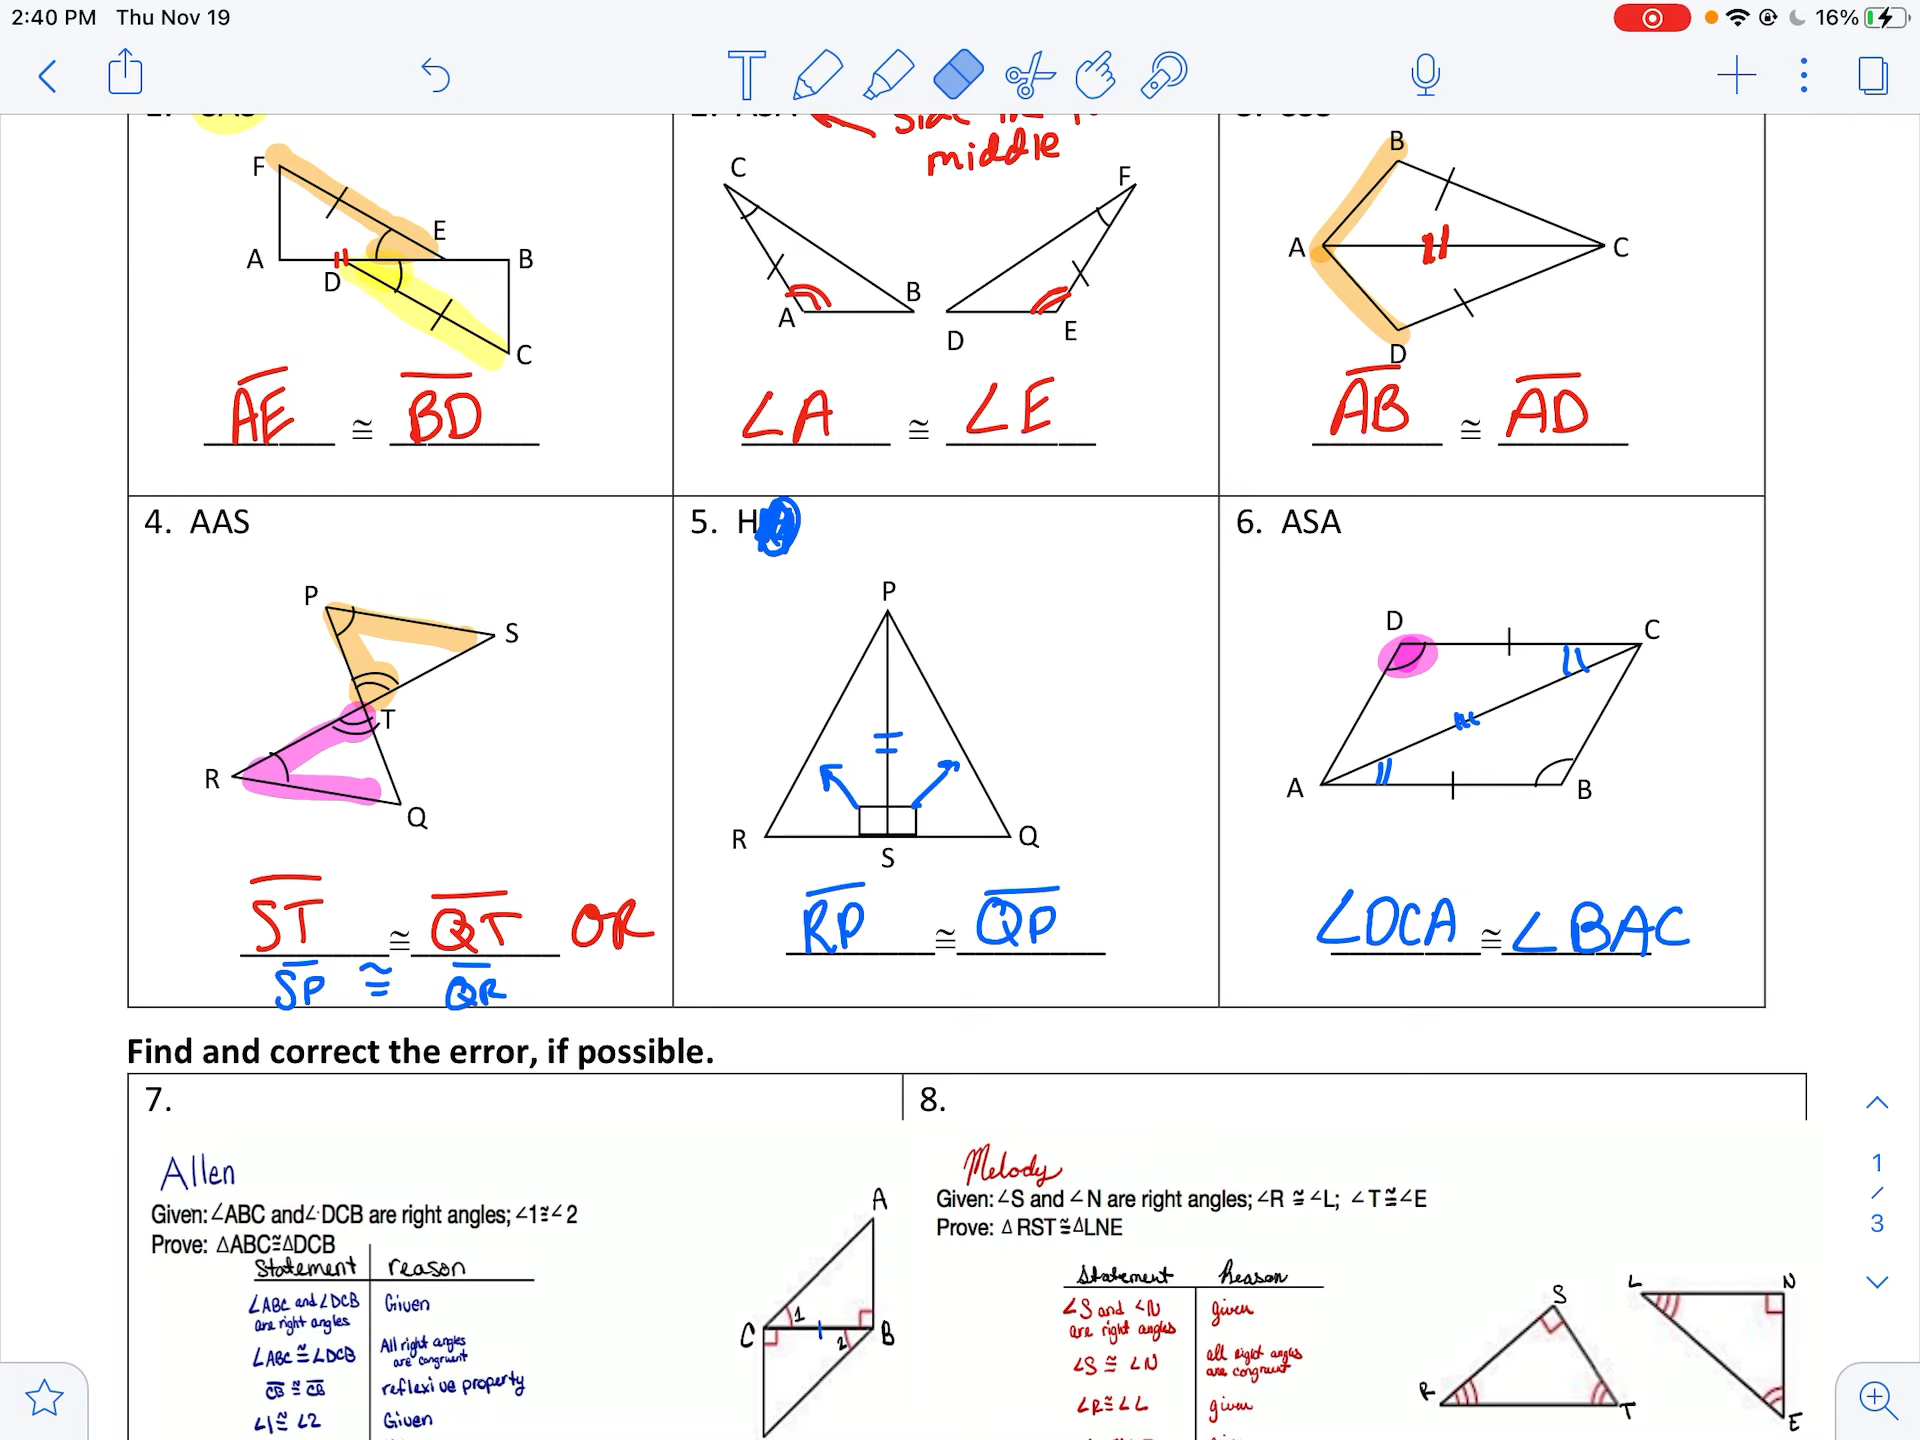 2:40 PM Thu Nov 19
16%
T
middle
F
E
A
B
D
C
AE ≅ BD
C
F
A
B
D
E
∠A ≅ ∠E
B
A
C
D
AB ≅ AD
4. AAS
P
S
T
R
Q
ST ≅ QT OR
SP ≅ QR
5. H
P
R
Q
S
RP ≅ QP
6. ASA
D
C
A
B
∠DCA ≅ ∠BAC
Find and correct the error, if possible.
7.
Allen
Given: ∠ABC and ∠DCB are right angles; ∠1≅∠2
Prove: △ABC≅△DCB
Statement reason
∠ABC and ∠DCB are right angles Given
∠ABC ≅ ∠DCB All right angles are congruent
CB ≅ CB reflexive property
∠1≅ ∠2 Given
A
C
1
2
B
8.
Melody
Given: ∠S and ∠N are right angles; ∠R ≅ ∠L; ∠T≅∠E
Prove: △RST≅△LNE
Statement Reason
∠S and ∠N are right angles given
∠S ≅ ∠N all right angles are congruent
∠R≅∠L given
S
R
T
L
N
E
1
/
3